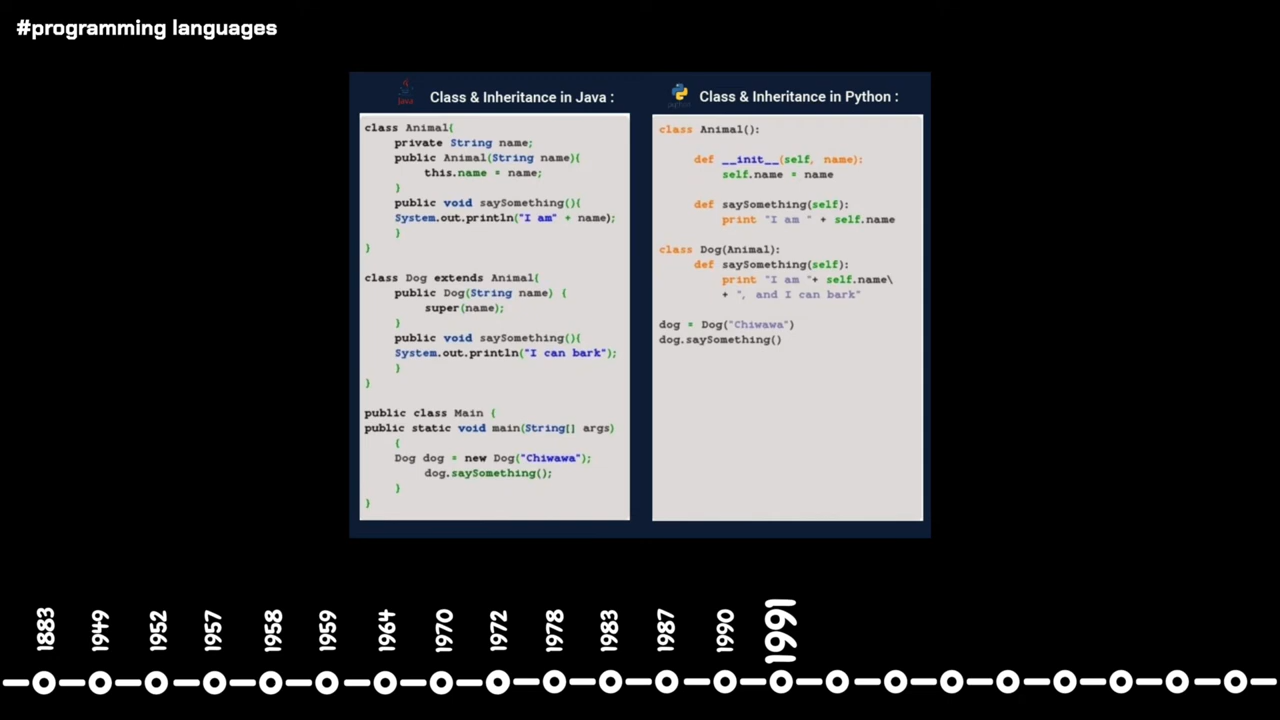 #programming languages
Java
Class & Inheritance in Java :
class Animal{
private String name;
public Animal(String name){
this.name = name;
}
public void saySomething(){
System.out.println("I am" + name);
}
}
class Dog extends Animal{
public Dog(String name) {
super(name);
}
public void saySomething(){
System.out.println("I can bark");
}
}
public class Main {
public static void main(String[] args)
{
Dog dog = new Dog("Chiwawa");
dog.saySomething();
}
}
python
Class & Inheritance in Python :
class Animal():
def __init__(self, name):
self.name = name
def saySomething(self):
print "I am " + self.name
class Dog(Animal):
def saySomething(self):
print "I am "+ self.name\
+ ", and I can bark"
dog = Dog("Chiwawa")
dog.saySomething()
1883 1949 1952 1957 1958 1959 1964 1970 1972 1978 1983 1987 1990 1991